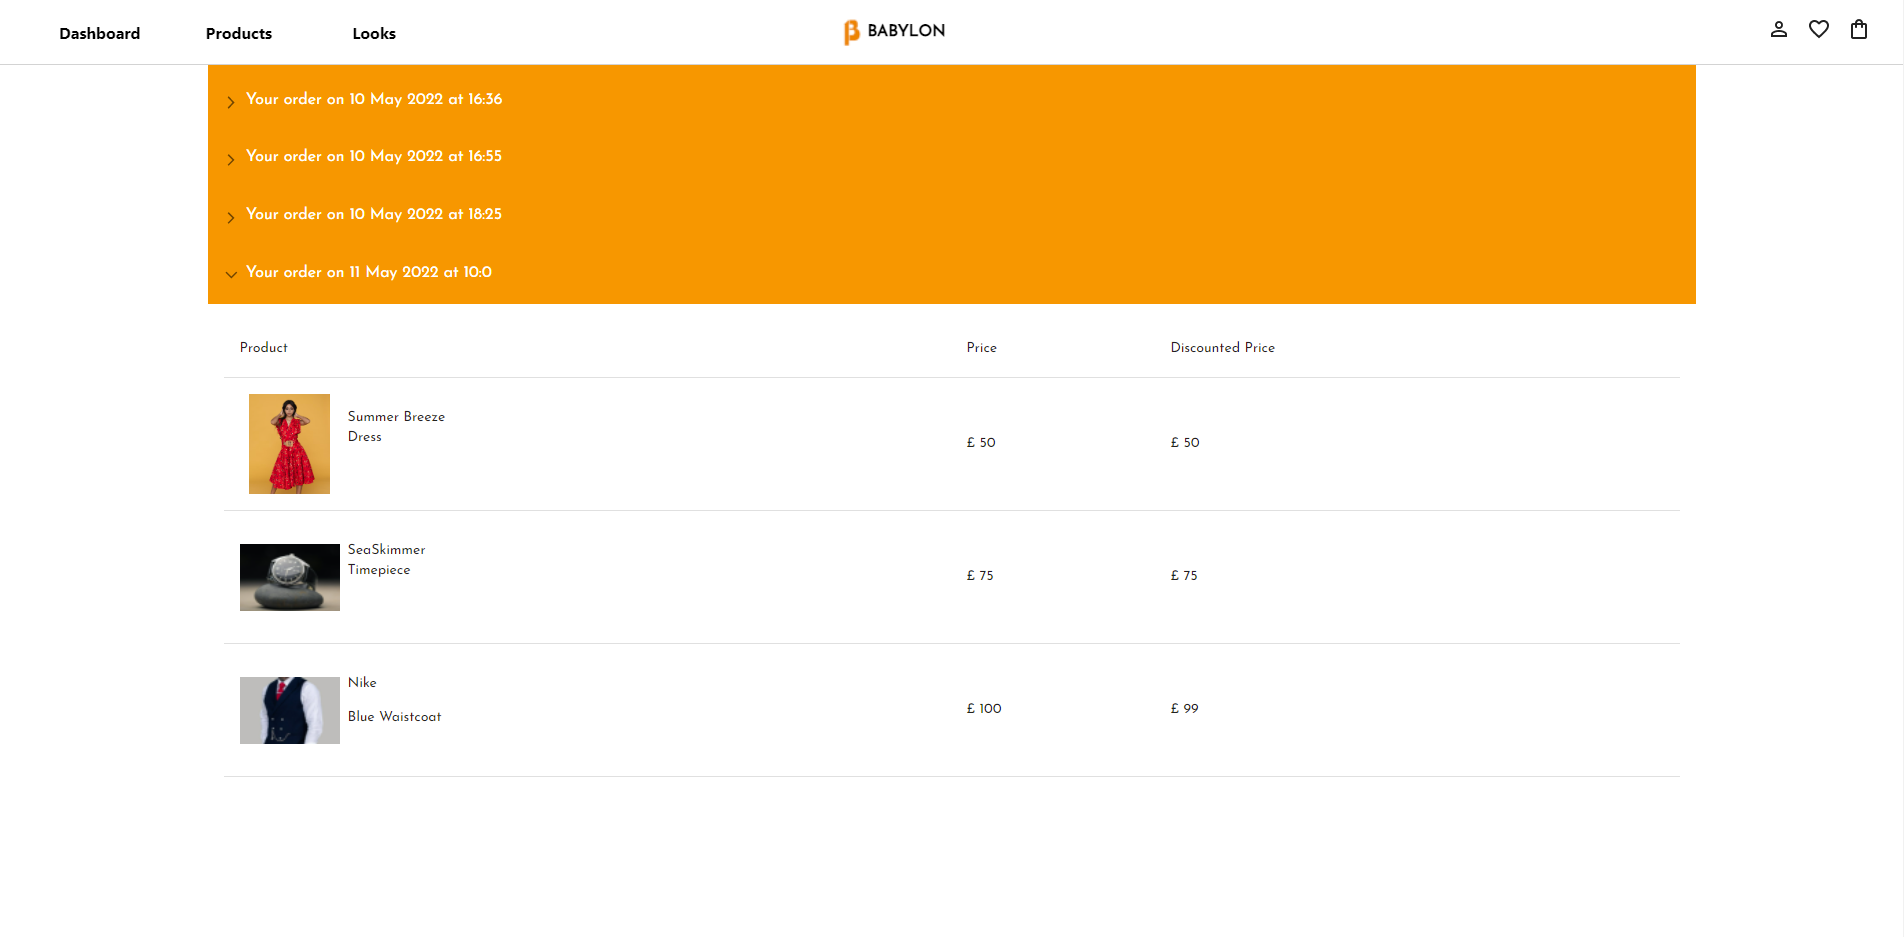 Dashboard Products Looks BABYLON
Your order on 10 May 2022 at 16:36
Your order on 10 May 2022 at 16:55
Your order on 10 May 2022 at 18:25
Your order on 11 May 2022 at 10:0
Product Price Discounted Price
Summer Breeze
Dress
£ 50 £ 50
SeaSkimmer
Timepiece
£ 75 £ 75
Nike
Blue Waistcoat
£ 100 £ 99